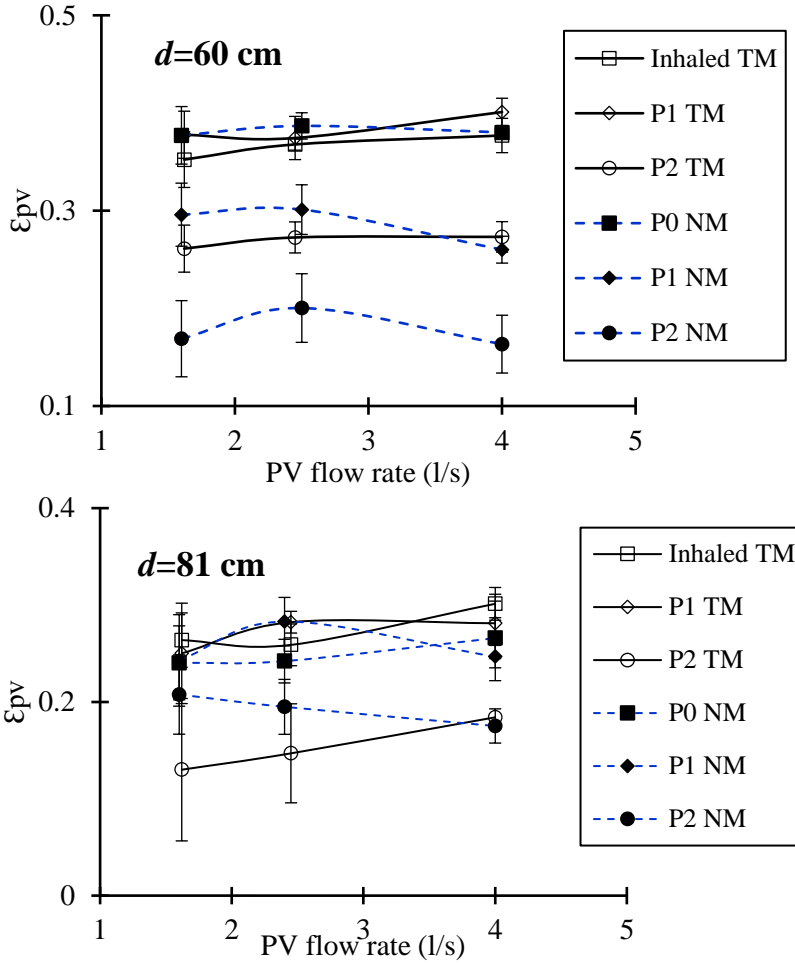 0.5
d=60 cm
Inhaled TM
P1 TM
P2 TM
P0 NM
P1 NM
P2 NM
0.3
εpv
0.1
1 2 3 4 5
PV flow rate (l/s)
0.4
d=81 cm
Inhaled TM
P1 TM
P2 TM
P0 NM
P1 NM
P2 NM
0.2
εpv
0
1 2 3 4 5
PV flow rate (l/s)